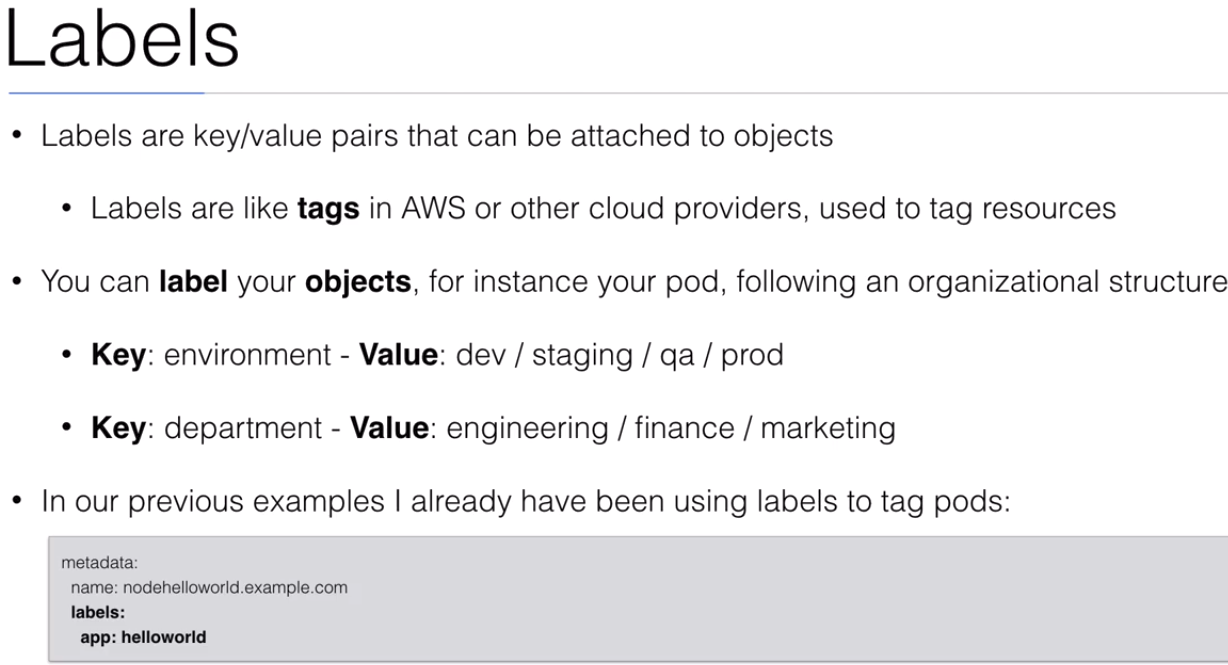 Labels
• Labels are key/value pairs that can be attached to objects
• Labels are like tags in AWS or other cloud providers, used to tag resources
• You can label your objects, for instance your pod, following an organizational structure
• Key: environment - Value: dev / staging / qa / prod
• Key: department - Value: engineering / finance / marketing
• In our previous examples I already have been using labels to tag pods:
metadata:
name: nodehelloworld.example.com
labels:
app: helloworld